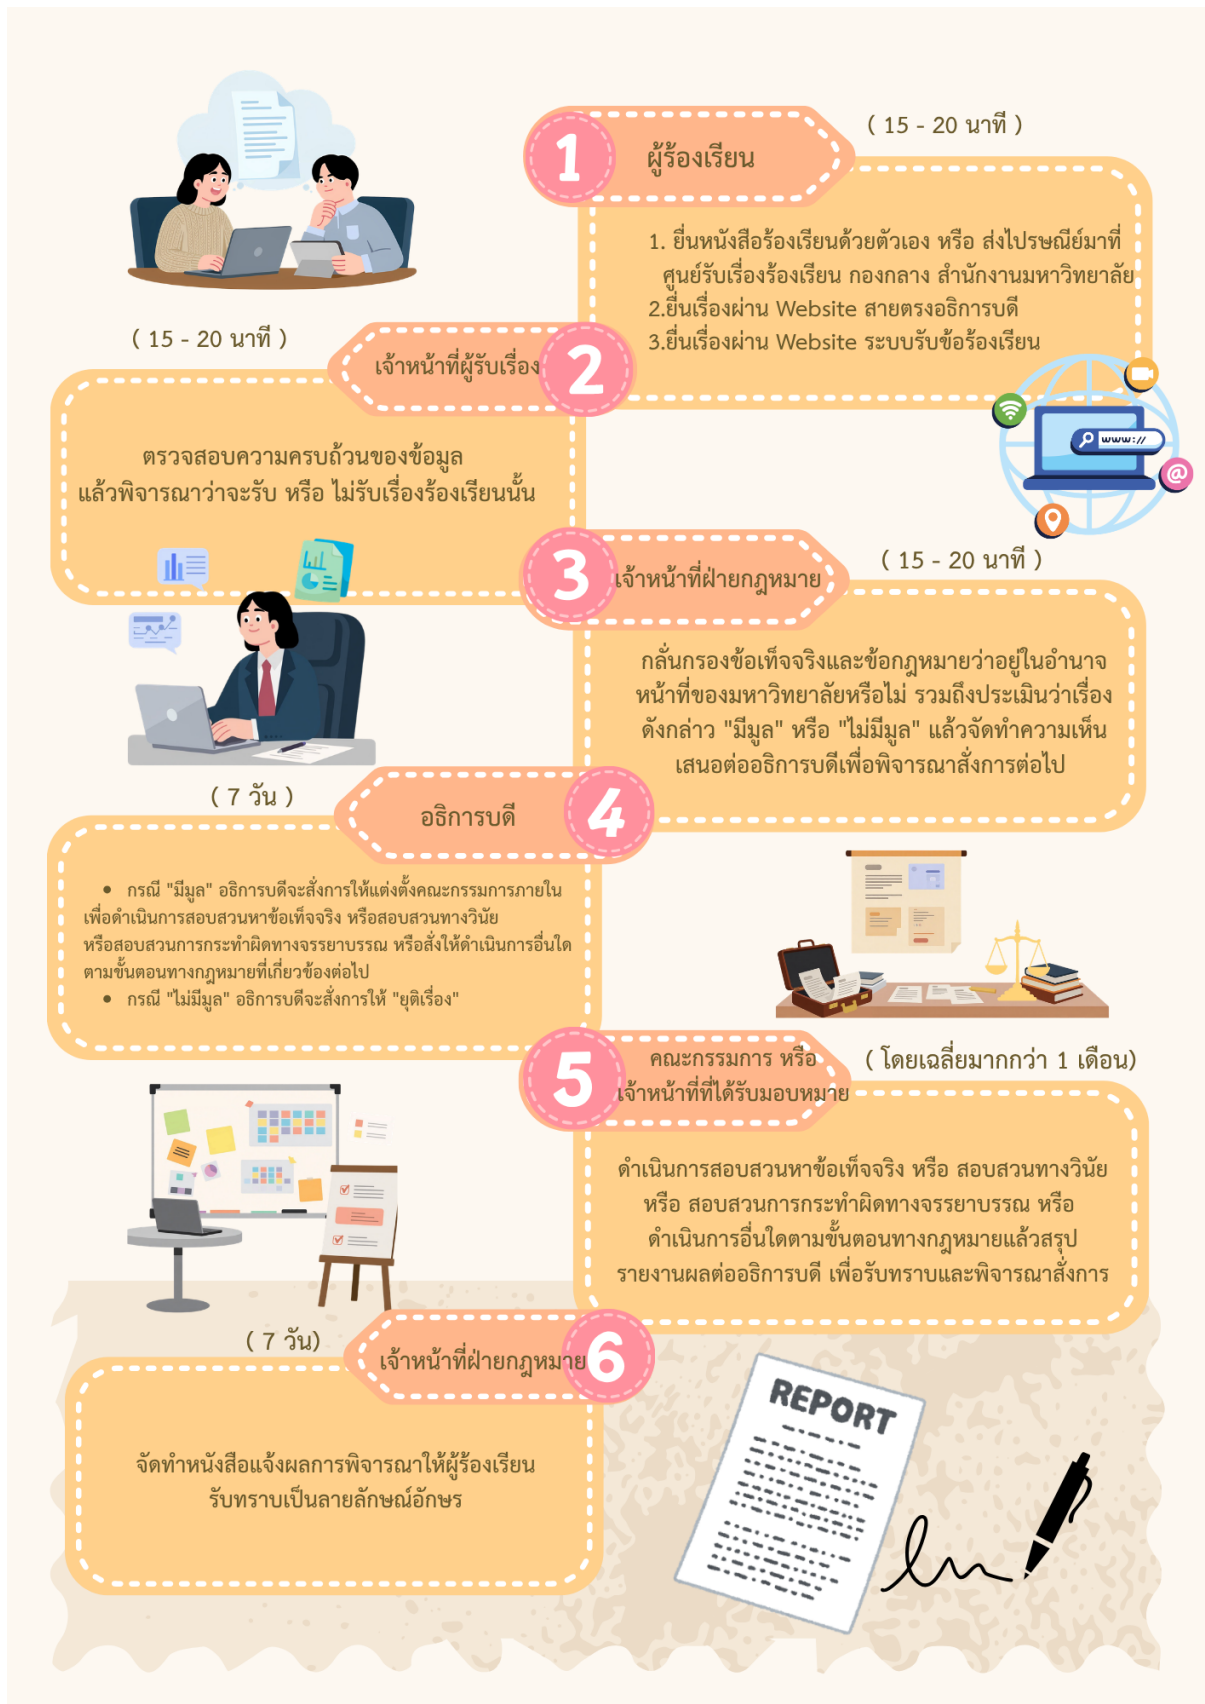 1
ผู้ร้องเรียน
( 15 - 20 นาที )
1. ยื่นหนังสือร้องเรียนด้วยตัวเอง หรือ ส่งไปรษณีย์มาที่
ศูนย์รับเรื่องร้องเรียน กองกลาง สำนักงานมหาวิทยาลัย
2.ยื่นเรื่องผ่าน Website สายตรงอธิการบดี
3.ยื่นเรื่องผ่าน Website ระบบรับข้อร้องเรียน
www://
@
( 15 - 20 นาที )
เจ้าหน้าที่ผู้รับเรื่อง
2
ตรวจสอบความครบถ้วนของข้อมูล
แล้วพิจารณาว่าจะรับ หรือ ไม่รับเรื่องร้องเรียนนั้น
3
เจ้าหน้าที่ฝ่ายกฎหมาย
( 15 - 20 นาที )
กลั่นกรองข้อเท็จจริงและข้อกฎหมายว่าอยู่ในอำนาจ
หน้าที่ของมหาวิทยาลัยหรือไม่ รวมถึงประเมินว่าเรื่อง
ดังกล่าว "มีมูล" หรือ "ไม่มีมูล" แล้วจัดทำความเห็น
เสนอต่ออธิการบดีเพื่อพิจารณาสั่งการต่อไป
( 7 วัน )
อธิการบดี
4
• กรณี "มีมูล" อธิการบดีจะสั่งการให้แต่งตั้งคณะกรรมการภายใน
เพื่อดำเนินการสอบสวนหาข้อเท็จจริง หรือสอบสวนทางวินัย
หรือสอบสวนการกระทำผิดทางจรรยาบรรณ หรือสั่งให้ดำเนินการอื่นใด
ตามขั้นตอนทางกฎหมายที่เกี่ยวข้องต่อไป
• กรณี "ไม่มีมูล" อธิการบดีจะสั่งการให้ "ยุติเรื่อง"
5
คณะกรรมการ หรือ
เจ้าหน้าที่ที่ได้รับมอบหมาย
( โดยเฉลี่ยมากกว่า 1 เดือน)
ดำเนินการสอบสวนหาข้อเท็จจริง หรือ สอบสวนทางวินัย
หรือ สอบสวนการกระทำผิดทางจรรยาบรรณ หรือ
ดำเนินการอื่นใดตามขั้นตอนทางกฎหมายแล้วสรุป
รายงานผลต่ออธิการบดี เพื่อรับทราบและพิจารณาสั่งการ
( 7 วัน)
เจ้าหน้าที่ฝ่ายกฎหมาย
6
จัดทำหนังสือแจ้งผลการพิจารณาให้ผู้ร้องเรียน
รับทราบเป็นลายลักษณ์อักษร
REPORT